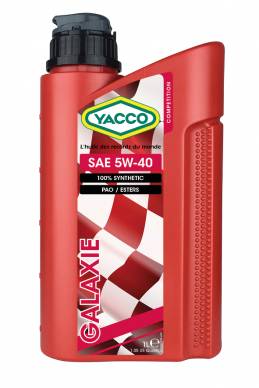 YACCO
L'huile des records du monde
COMPETITION
SAE 5W-40
100% SYNTHETIC
PAO / ESTERS
GALAXIE
1L